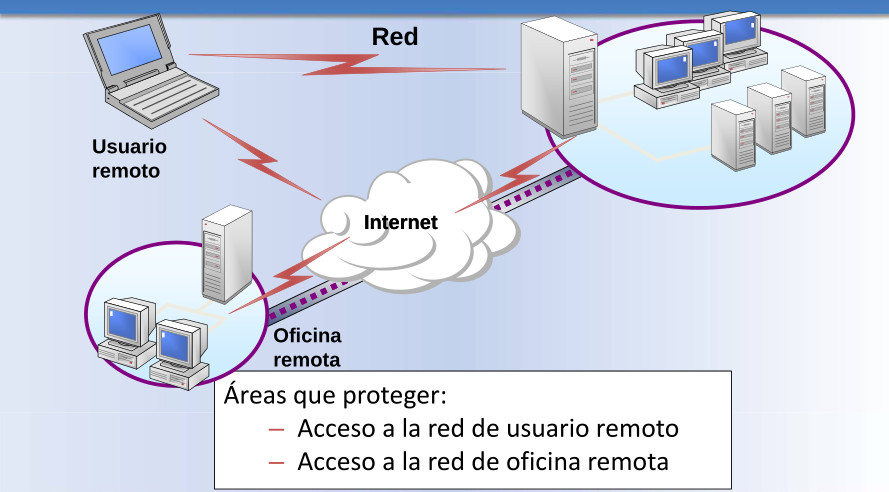 Red
Usuario
remoto
Internet
Oficina
remota
Áreas que proteger:
– Acceso a la red de usuario remoto
– Acceso a la red de oficina remota